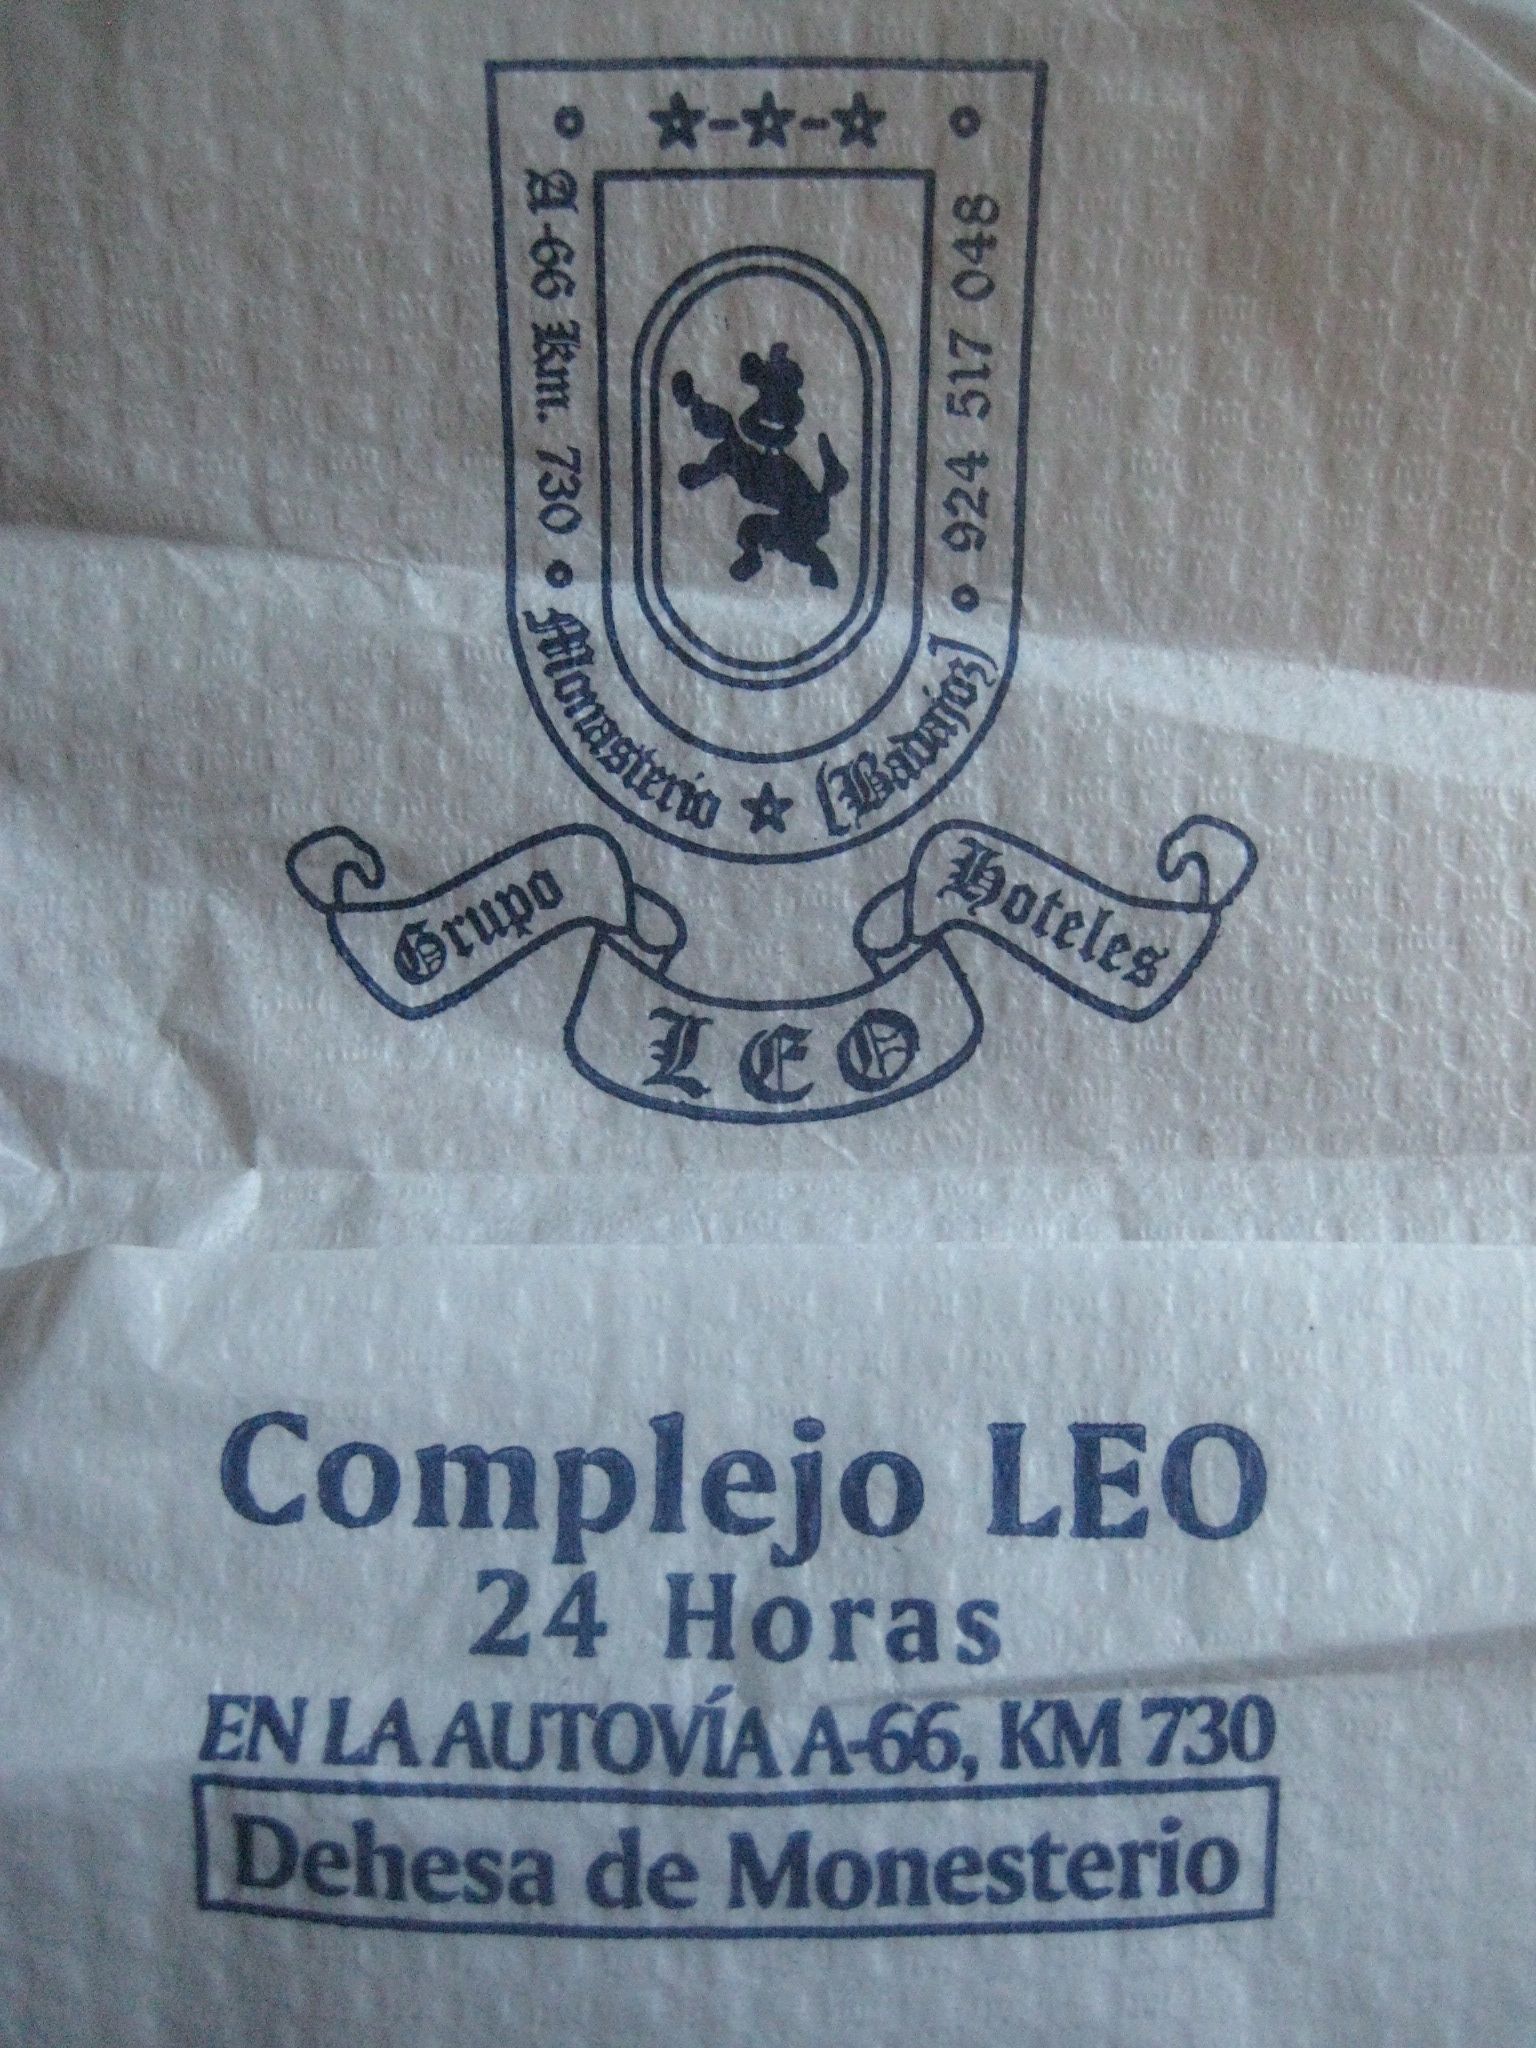 A-66 Km. 730 Monasterio (Badajoz) 924 517 048
Grupo LEO Hoteles
Complejo LEO
24 Horas
EN LA AUTOVÍA A-66, KM 730
Dehesa de Monesterio